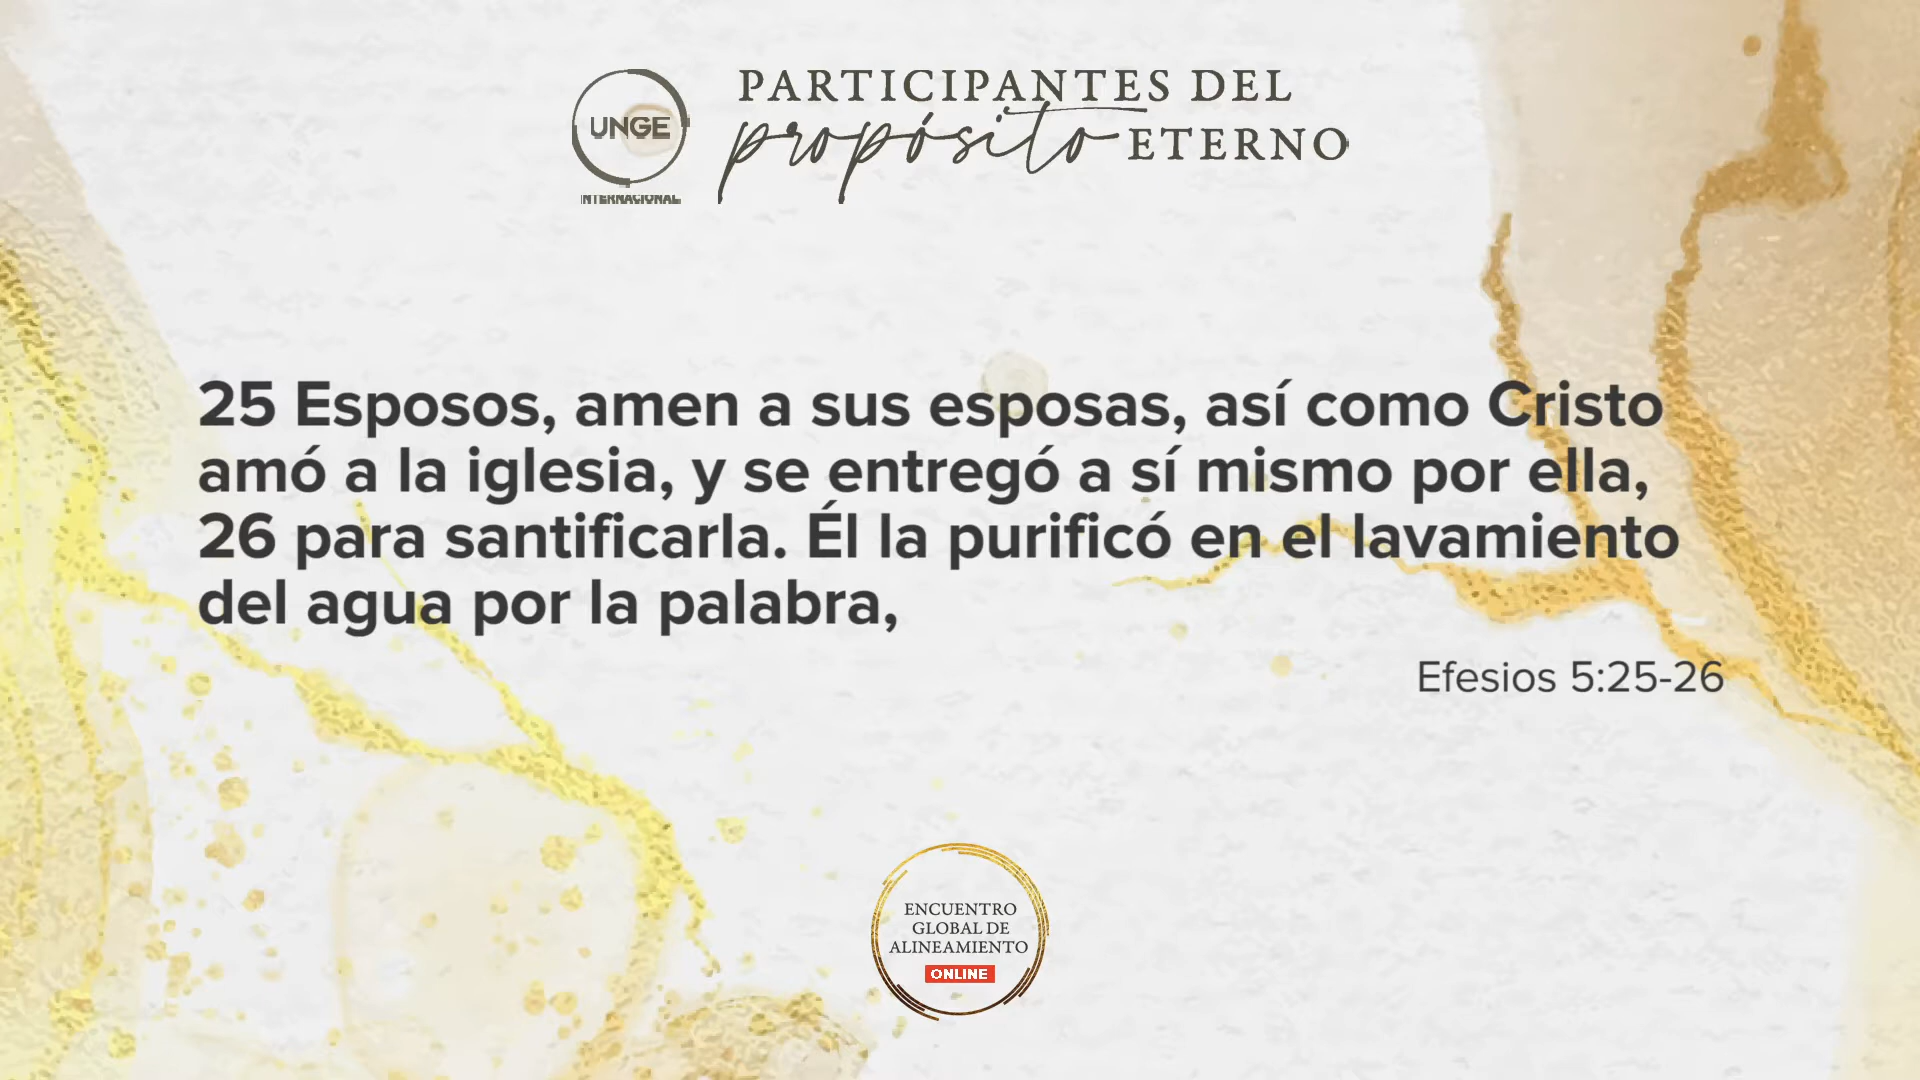 UNGE
INTERNACIONAL
PARTICIPANTES DEL
propósito ETERNO
25 Esposos, amen a sus esposas, así como Cristo
amó a la iglesia, y se entregó a sí mismo por ella,
26 para santificarla. Él la purificó en el lavamiento
del agua por la palabra,
Efesios 5:25-26
ENCUENTRO
GLOBAL DE
ALINEAMIENTO
ONLINE